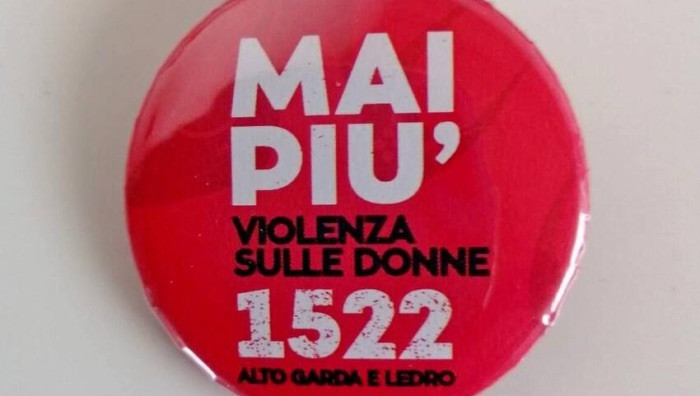 MAI
PIU'
VIOLENZA
SULLE DONNE
1522
ALTO GARDA E LEDRO